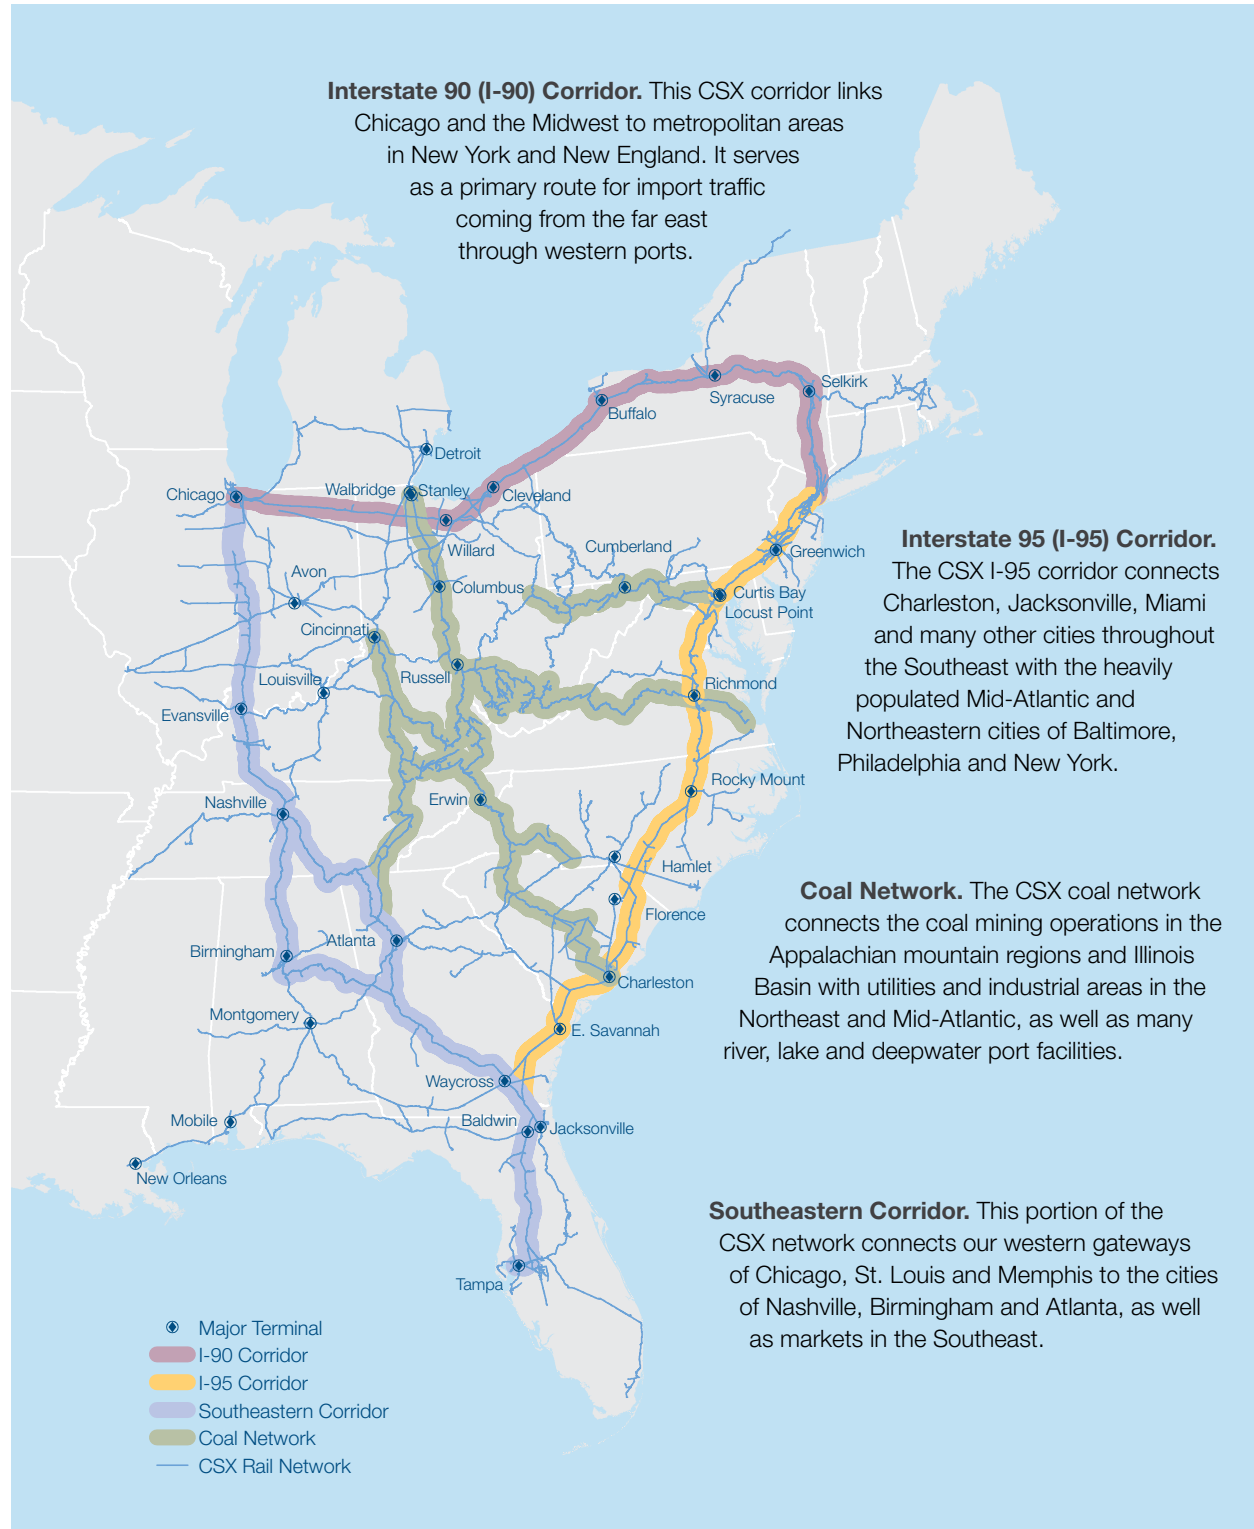 Interstate 90 (I-90) Corridor. This CSX corridor links
Chicago and the Midwest to metropolitan areas
in New York and New England. It serves
as a primary route for import traffic
coming from the far east
through western ports.
Selkirk
Syracuse
Buffalo
Detroit
Chicago
Walbridge
Stanley
Cleveland
Willard
Cumberland
Greenwich
Avon
Columbus
Curtis Bay
Locust Point
Cincinnati
Louisville
Russell
Richmond
Evansville
Interstate 95 (I-95) Corridor.
The CSX I-95 corridor connects
Charleston, Jacksonville, Miami
and many other cities throughout
the Southeast with the heavily
populated Mid-Atlantic and
Northeastern cities of Baltimore,
Philadelphia and New York.
Rocky Mount
Nashville
Erwin
Hamlet
Florence
Atlanta
Birmingham
Charleston
Montgomery
E. Savannah
Coal Network. The CSX coal network
connects the coal mining operations in the
Appalachian mountain regions and Illinois
Basin with utilities and industrial areas in the
Northeast and Mid-Atlantic, as well as many
river, lake and deepwater port facilities.
Waycross
Mobile
Baldwin
Jacksonville
New Orleans
Tampa
Southeastern Corridor. This portion of the
CSX network connects our western gateways
of Chicago, St. Louis and Memphis to the cities
of Nashville, Birmingham and Atlanta, as well
as markets in the Southeast.
Major Terminal
I-90 Corridor
I-95 Corridor
Southeastern Corridor
Coal Network
CSX Rail Network